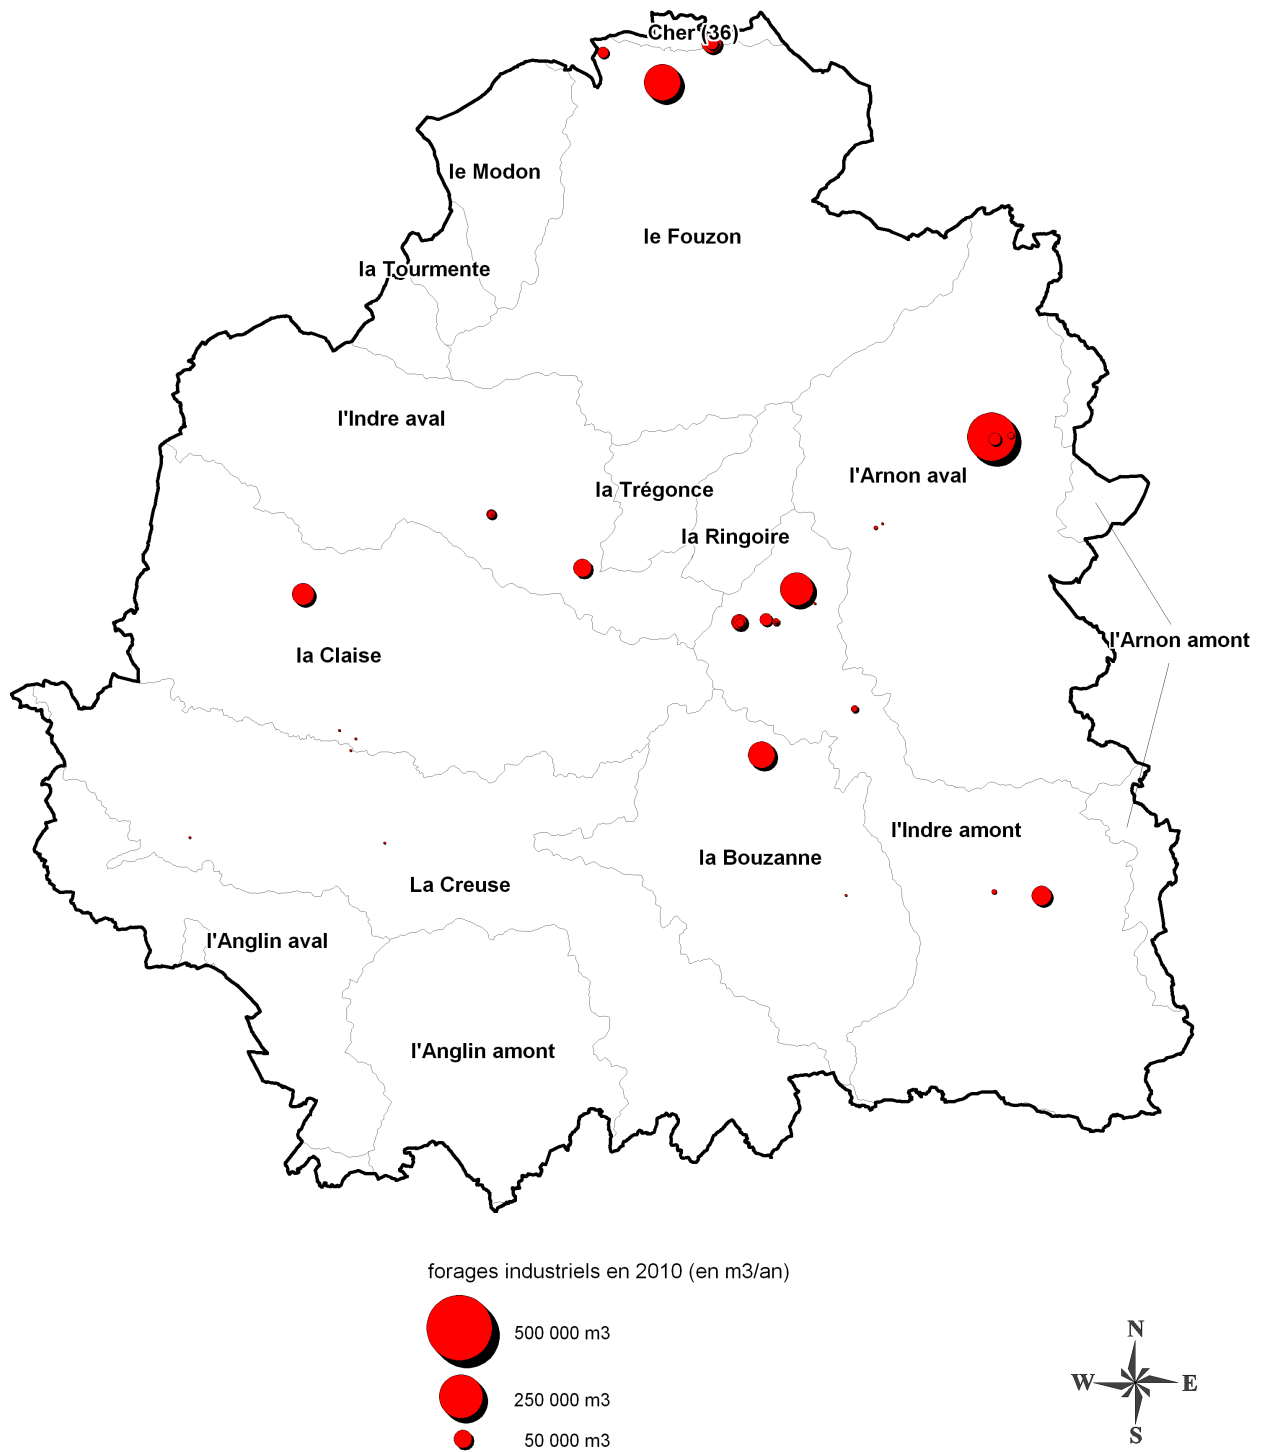 Cher (36)
le Modon
le Fouzon
la Tourmente
l'Indre aval
l'Arnon aval
la Trégonce
la Ringoire
l'Arnon amont
la Claise
l'Indre amont
la Bouzanne
La Creuse
l'Anglin aval
l'Anglin amont
forages industriels en 2010 (en m3/an)
500 000 m3
250 000 m3
50 000 m3
N
W E
S